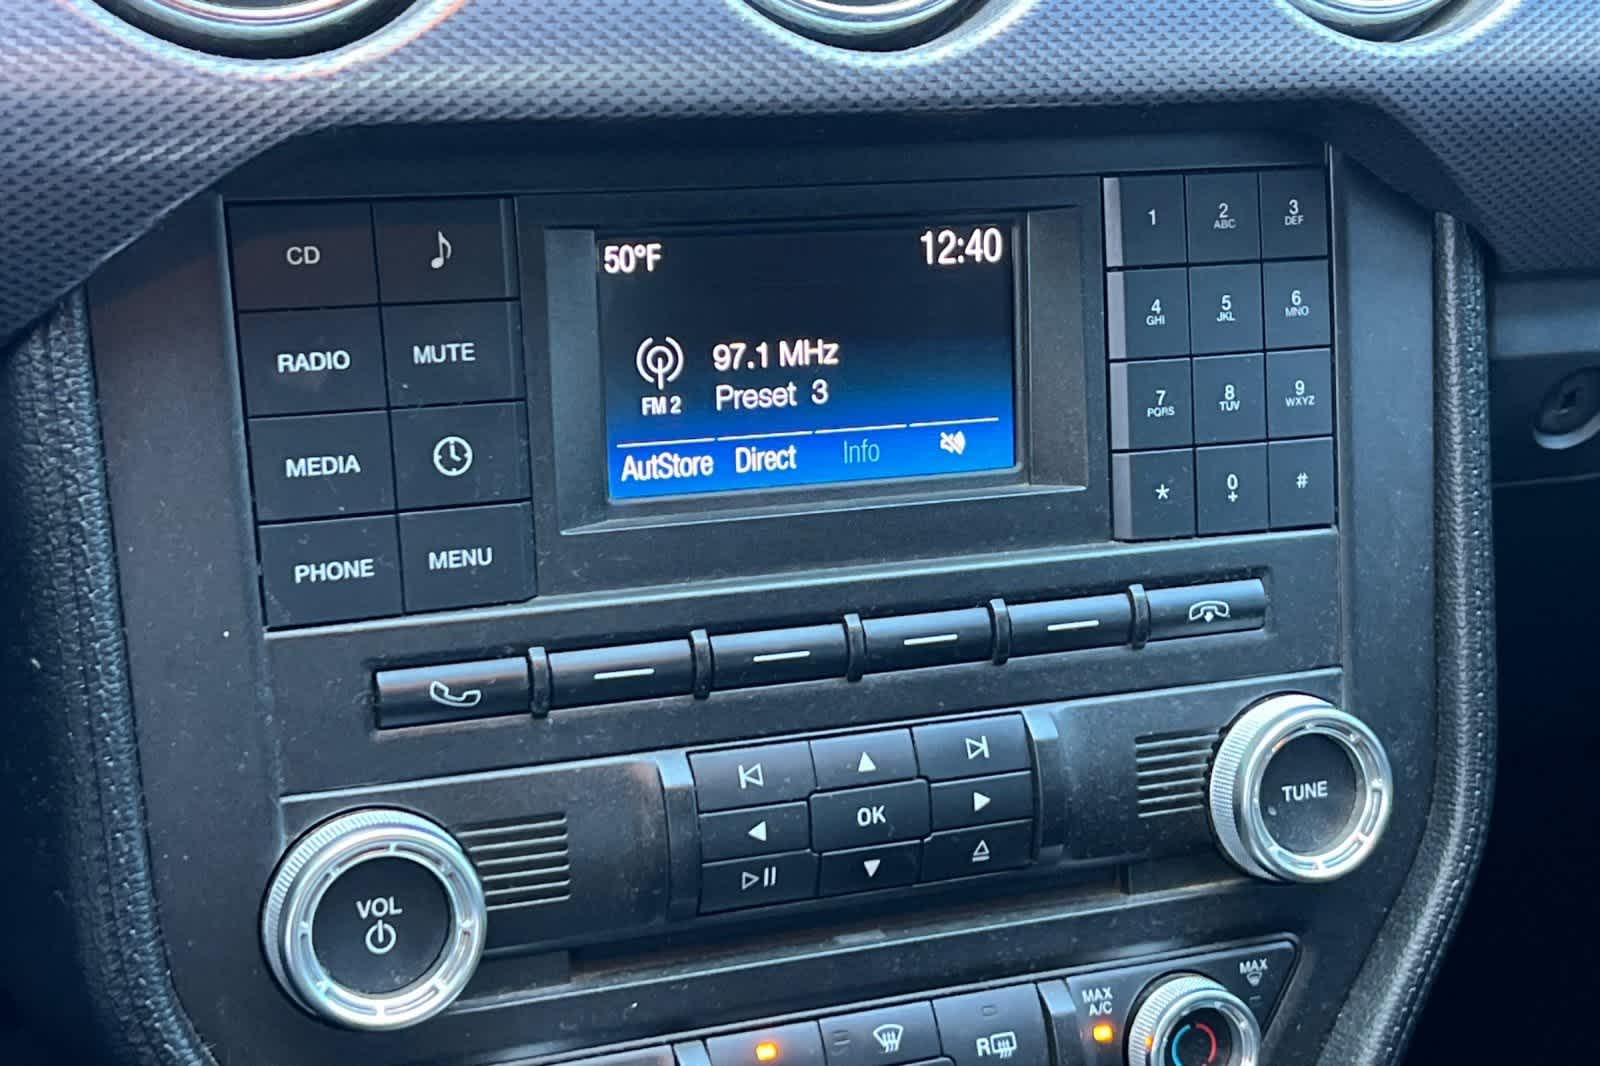 CD
RADIO
MUTE
MEDIA
PHONE
MENU
50°F
12:40
97.1 MHz
FM 2
Preset 3
AutStore Direct Info
1
2
ABC
3
DEF
4
GHI
5
JKL
6
MNO
7
PQRS
8
TUV
9
WXYZ
*
0
+
#
OK
VOL
TUNE
MAX
A/C
MAX
R